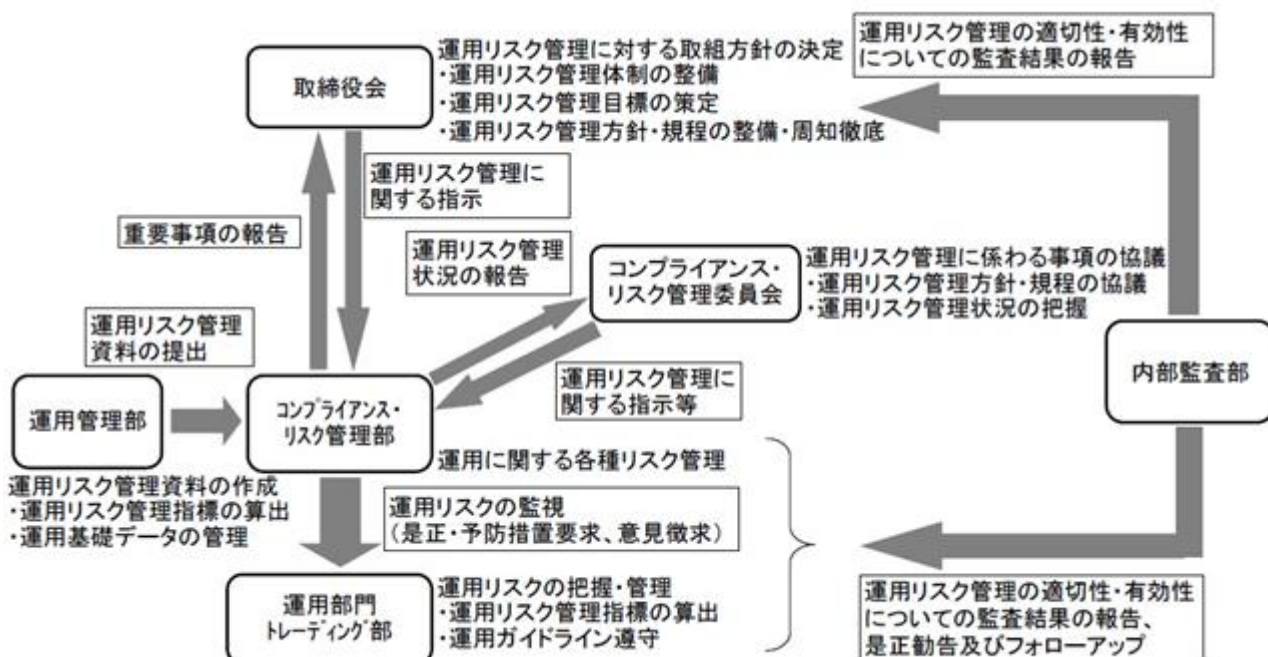 取締役会
運用リスク管理に対する取組方針の決定
・運用リスク管理体制の整備
・運用リスク管理目標の策定
・運用リスク管理方針・規程の整備・周知徹底
運用リスク管理の適切性・有効性
についての監査結果の報告
運用リスク管理に
関する指示
重要事項の報告
運用リスク管理
状況の報告
コンプライアンス・
リスク管理委員会
運用リスク管理に係わる事項の協議
・運用リスク管理方針・規程の協議
・運用リスク管理状況の把握
運用リスク管理
資料の提出
運用リスク管理に
関する指示等
内部監査部
運用管理部
コンプライアンス・
リスク管理部
運用に関する各種リスク管理
運用リスク管理資料の作成
・運用リスク管理指標の算出
・運用基礎データの管理
運用リスクの監視
（是正・予防措置要求、意見徴求）
運用部門
トレーディング部
運用リスクの把握・管理
・運用リスク管理指標の算出
・運用ガイドライン遵守
運用リスク管理の適切性・有効性
についての監査結果の報告、
是正勧告及びフォローアップ